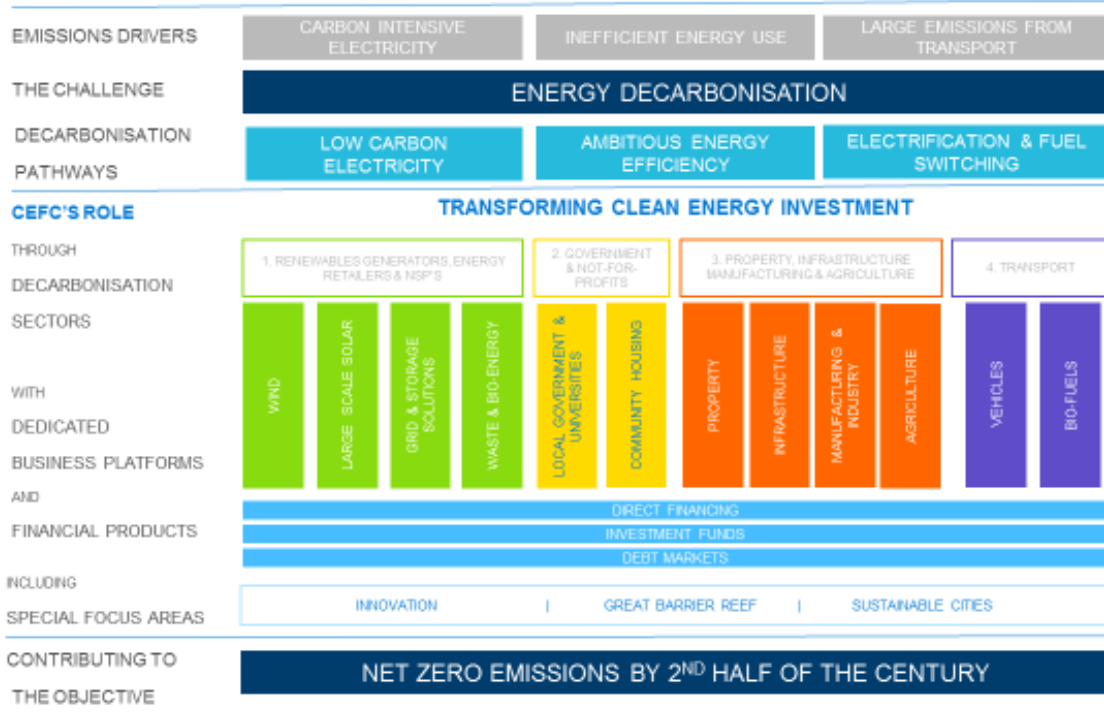 EMISSIONS DRIVERS
CARBON INTENSIVE
ELECTRICITY
INEFFICIENT ENERGY USE
LARGE EMISSIONS FROM
TRANSPORT
THE CHALLENGE
ENERGY DECARBONISATION
DECARBONISATION
PATHWAYS
LOW CARBON
ELECTRICITY
AMBITIOUS ENERGY
EFFICIENCY
ELECTRIFICATION & FUEL
SWITCHING
CEFC'S ROLE
TRANSFORMING CLEAN ENERGY INVESTMENT
THROUGH
DECARBONISATION
SECTORS
1. RENEWABLES GENERATORS, ENERGY
RETAILERS & NSP'S
2. GOVERNMENT
& NOT-FOR-
PROFITS
3. PROPERTY, INFRASTRUCTURE
MANUFACTURING & AGRICULTURE
4. TRANSPORT
WITH
DEDICATED
BUSINESS PLATFORMS
WIND
LARGE SCALE SOLAR
GRID & STORAGE
SOLUTIONS
WASTE & BIO-ENERGY
LOCAL GOVERNMENT &
UNIVERSITIES
COMMUNITY HOUSING
PROPERTY
INFRASTRUCTURE
MANUFACTURING &
INDUSTRY
AGRICULTURE
VEHICLES
BIO-FUELS
AND
FINANCIAL PRODUCTS
DIRECT FINANCING
INVESTMENT FUNDS
DEBT MARKETS
INCLUDING
SPECIAL FOCUS AREAS
INNOVATION | GREAT BARRIER REEF | SUSTAINABLE CITIES
CONTRIBUTING TO
THE OBJECTIVE
NET ZERO EMISSIONS BY 2ND HALF OF THE CENTURY